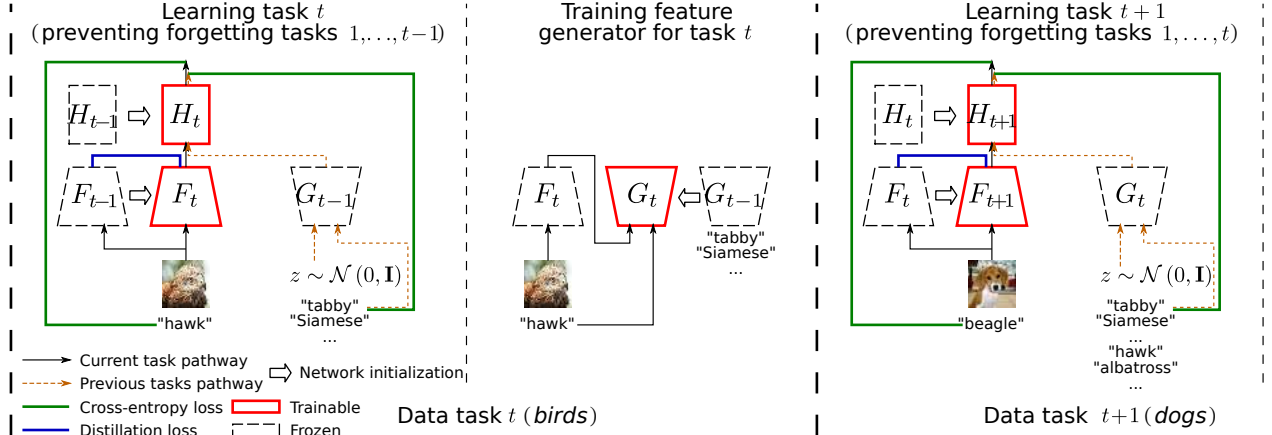 Learning task t
(preventing forgetting tasks 1,…,t−1)
H_{t−1}
H_t
F_{t−1}
F_t
G_{t−1}
z ∼ 𝒩(0, I)
"hawk"
"tabby"
"Siamese"
...
Current task pathway
Previous tasks pathway
Network initialization
Cross-entropy loss
Trainable
Distillation loss
Frozen
Training feature
generator for task t
F_t
G_t
G_{t−1}
"tabby"
"Siamese"
...
"hawk"
Data task t (birds)
Learning task t+1
(preventing forgetting tasks 1, . . . , t)
H_t
H_{t+1}
F_t
F_{t+1}
G_t
z ∼ 𝒩(0, I)
"beagle"
"tabby"
"Siamese"
...
"hawk"
"albatross"
...
Data task t+1 (dogs)